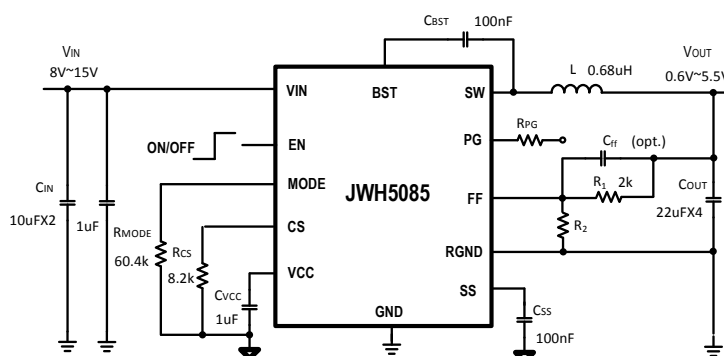 CBST 100nF
VIN
8V~15V
VOUT
0.6V~5.5V
L 0.68uH
VIN
BST
SW
ON/OFF
EN
PG
RPG
Cff (opt.)
MODE
JWH5085
FF
R1 2k
COUT
22uFX4
CIN
10uFX2
1uF
RMODE
60.4k
RCS
8.2k
CS
R2
RGND
VCC
CVCC
1uF
SS
GND
CSS
100nF